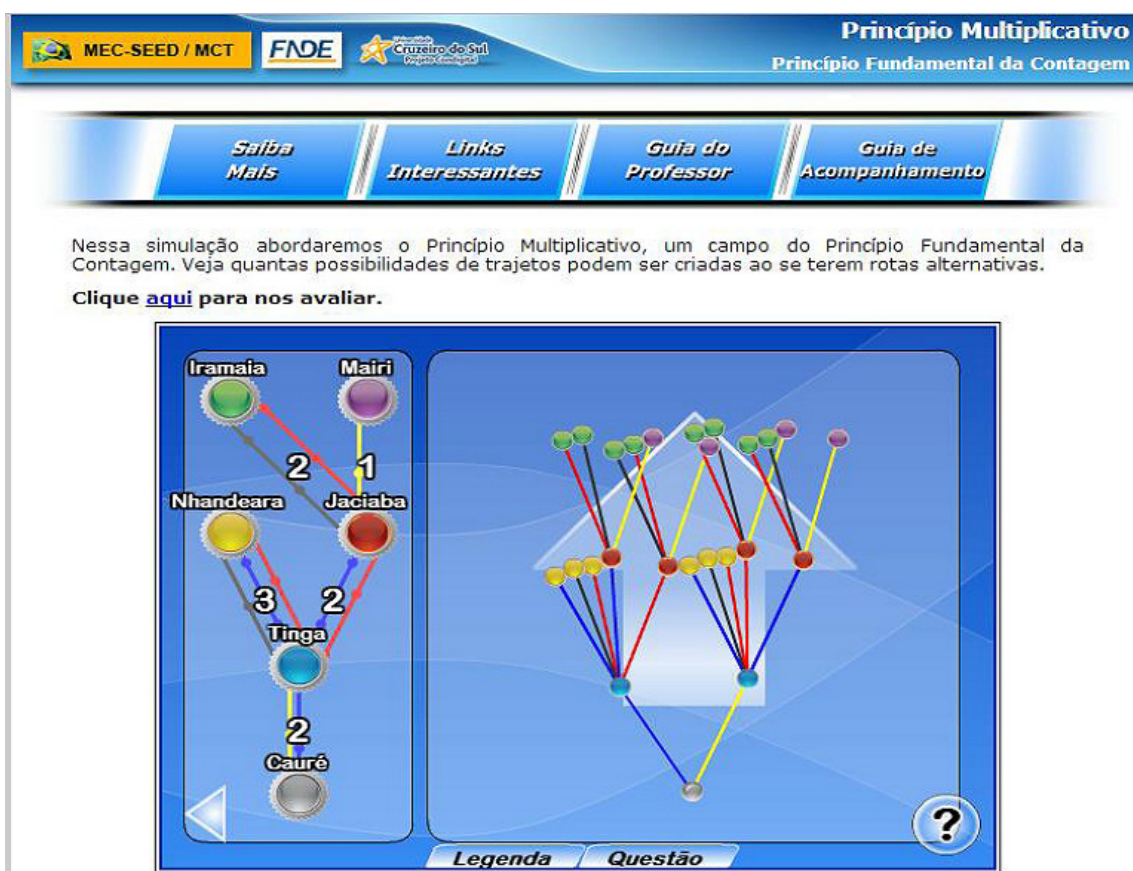 MEC-SEED / MCT
FNDE
Universidade
Cruzeiro do Sul
Projeto Condigital
Princípio Multiplicativo
Princípio Fundamental da Contagem
Saiba
Mais
Links
Interessantes
Guia do
Professor
Guia de
Acompanhamento
Nessa simulação abordaremos o Princípio Multiplicativo, um campo do Princípio Fundamental da
Contagem. Veja quantas possibilidades de trajetos podem ser criadas ao se terem rotas alternativas.
Clique aqui para nos avaliar.
Iramaia Mairi
2 1
Nhandeara Jaciaba
3 2
Tinga
2
Cauré
?
Legenda Questão